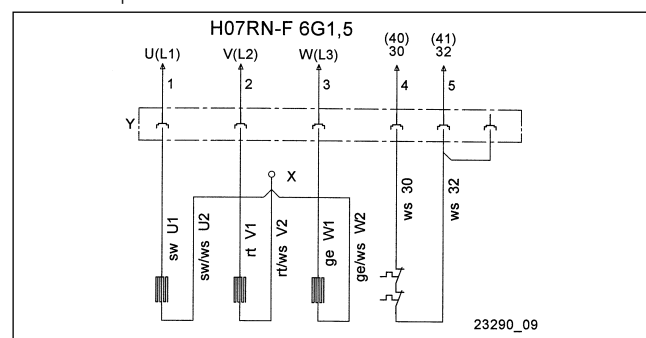 H07RN-F 6G1,5
U(L1) V(L2) W(L3) (40) (41)
30 32
1 2 3 4 5
Y
X
sw U1
sw/ws U2
rt V1
rt/ws V2
ge W1
ge/ws W2
ws 30
ws 32
23290_09